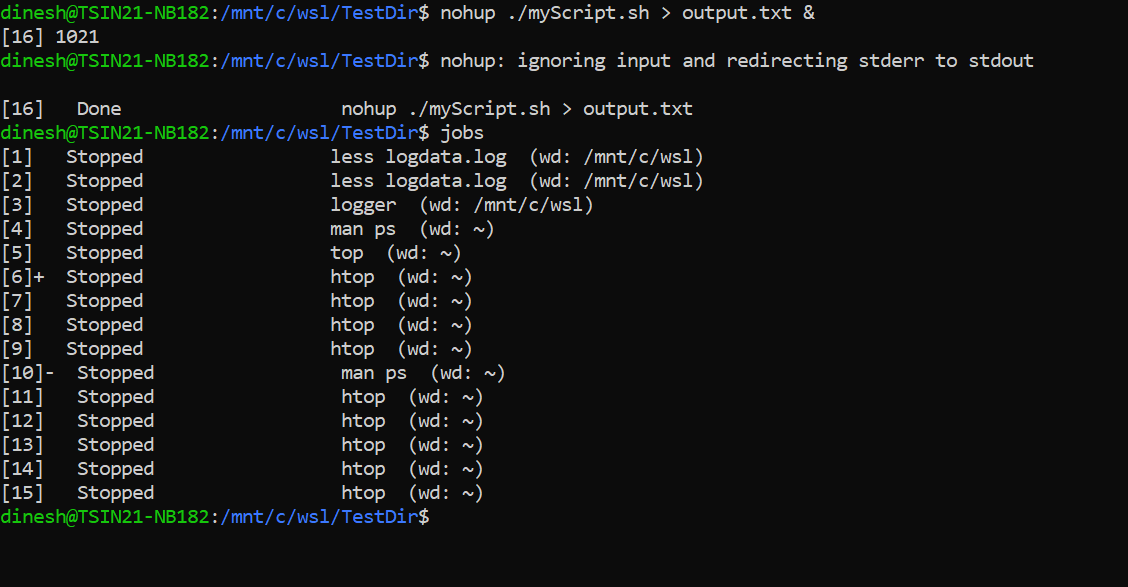 dinesh@TSIN21-NB182:/mnt/c/wsl/TestDir$ nohup ./myScript.sh > output.txt &
[16] 1021
dinesh@TSIN21-NB182:/mnt/c/wsl/TestDir$ nohup: ignoring input and redirecting stderr to stdout

[16]   Done                    nohup ./myScript.sh > output.txt
dinesh@TSIN21-NB182:/mnt/c/wsl/TestDir$ jobs
[1]   Stopped                 less logdata.log  (wd: /mnt/c/wsl)
[2]   Stopped                 less logdata.log  (wd: /mnt/c/wsl)
[3]   Stopped                 logger  (wd: /mnt/c/wsl)
[4]   Stopped                 man ps  (wd: ~)
[5]   Stopped                 top  (wd: ~)
[6]+  Stopped                 htop  (wd: ~)
[7]   Stopped                 htop  (wd: ~)
[8]   Stopped                 htop  (wd: ~)
[9]   Stopped                 htop  (wd: ~)
[10]-  Stopped                 man ps  (wd: ~)
[11]   Stopped                 htop  (wd: ~)
[12]   Stopped                 htop  (wd: ~)
[13]   Stopped                 htop  (wd: ~)
[14]   Stopped                 htop  (wd: ~)
[15]   Stopped                 htop  (wd: ~)
dinesh@TSIN21-NB182:/mnt/c/wsl/TestDir$